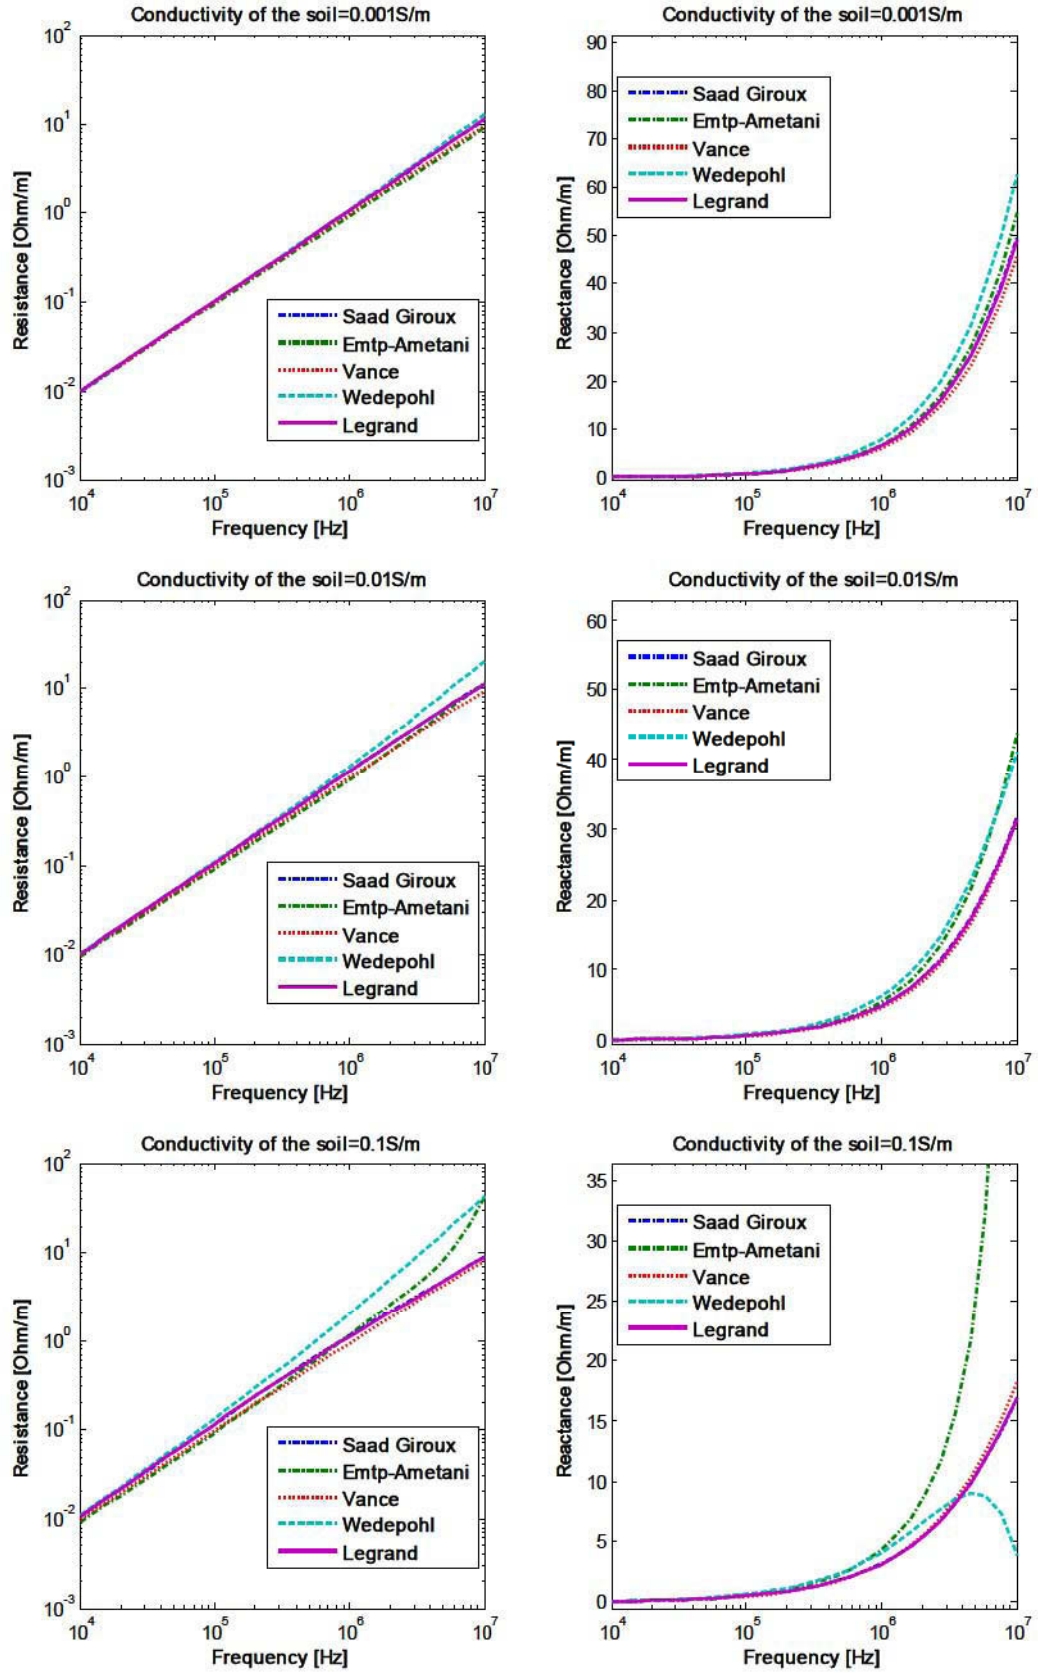 Conductivity of the soil=0.001S/m
Resistance [Ohm/m]
10^2
10^1
10^0
10^-1
10^-2
10^-3
Saad Giroux
Emtp-Ametani
Vance
Wedepohl
Legrand
10^4 10^5 10^6 10^7
Frequency [Hz]
Conductivity of the soil=0.001S/m
Reactance [Ohm/m]
90
80
70
60
50
40
30
20
10
0
Saad Giroux
Emtp-Ametani
Vance
Wedepohl
Legrand
10^4 10^5 10^6 10^7
Frequency [Hz]
Conductivity of the soil=0.01S/m
Resistance [Ohm/m]
10^2
10^1
10^0
10^-1
10^-2
10^-3
Saad Giroux
Emtp-Ametani
Vance
Wedepohl
Legrand
10^4 10^5 10^6 10^7
Frequency [Hz]
Conductivity of the soil=0.01S/m
Reactance [Ohm/m]
60
50
40
30
20
10
0
Saad Giroux
Emtp-Ametani
Vance
Wedepohl
Legrand
10^4 10^5 10^6 10^7
Frequency [Hz]
Conductivity of the soil=0.1S/m
Resistance [Ohm/m]
10^2
10^1
10^0
10^-1
10^-2
10^-3
Saad Giroux
Emtp-Ametani
Vance
Wedepohl
Legrand
10^4 10^5 10^6 10^7
Frequency [Hz]
Conductivity of the soil=0.1S/m
Reactance [Ohm/m]
35
30
25
20
15
10
5
0
Saad Giroux
Emtp-Ametani
Vance
Wedepohl
Legrand
10^4 10^5 10^6 10^7
Frequency [Hz]